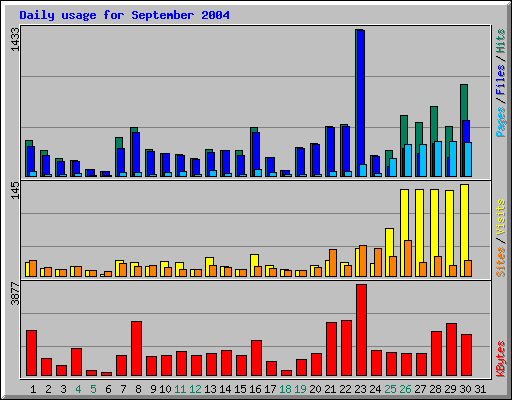 Daily usage for September 2004
1433
Pages / Files / Hits
145
Sites / Visits
3877
KBytes
1 2 3 4 5 6 7 8 9 10 11 12 13 14 15 16 17 18 19 20 21 22 23 24 25 26 27 28 29 30 31